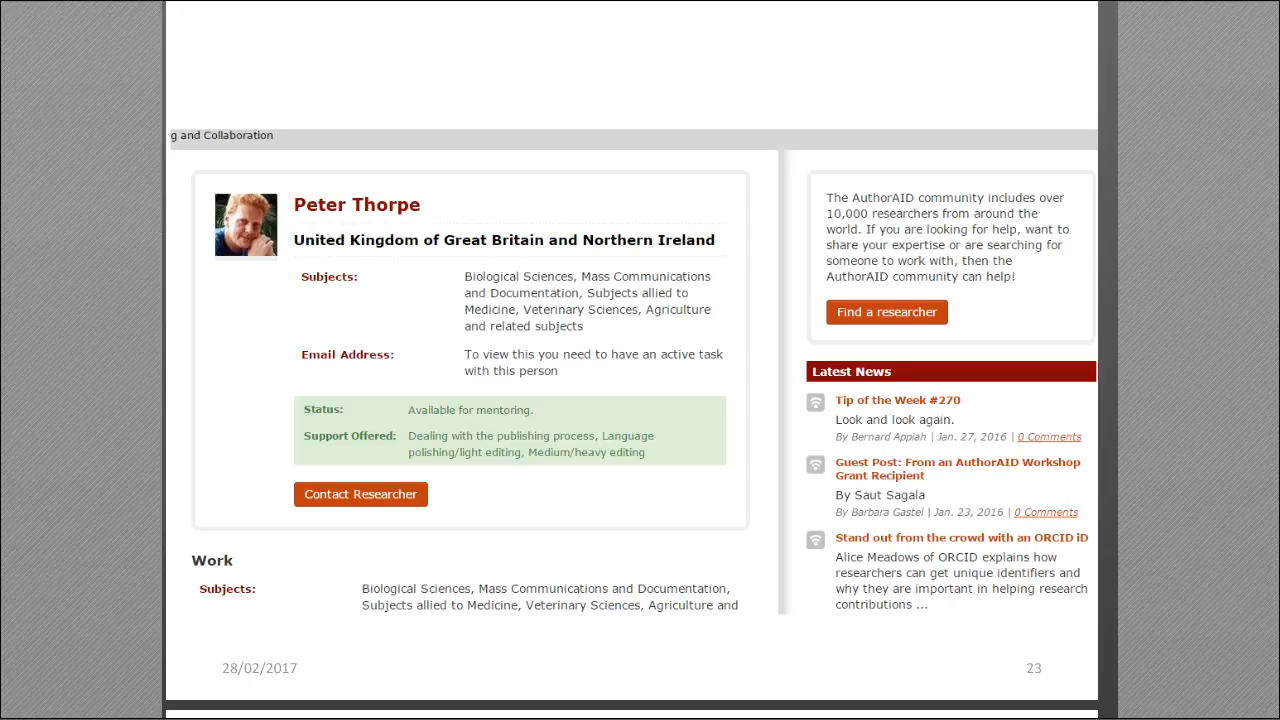 g and Collaboration
Peter Thorpe
United Kingdom of Great Britain and Northern Ireland
Subjects:
Biological Sciences, Mass Communications
and Documentation, Subjects allied to
Medicine, Veterinary Sciences, Agriculture
and related subjects
Email Address:
To view this you need to have an active task
with this person
Status:
Available for mentoring.
Support Offered:
Dealing with the publishing process, Language
polishing/light editing, Medium/heavy editing
Contact Researcher
Work
Subjects:
Biological Sciences, Mass Communications and Documentation,
Subjects allied to Medicine, Veterinary Sciences, Agriculture and
The AuthorAID community includes over
10,000 researchers from around the
world. If you are looking for help, want to
share your expertise or are searching for
someone to work with, then the
AuthorAID community can help!
Find a researcher
Latest News
Tip of the Week #270
Look and look again.
By Bernard Appiah | Jan. 27, 2016 | 0 Comments
Guest Post: From an AuthorAID Workshop
Grant Recipient
By Saut Sagala
By Barbara Gastel | Jan. 23, 2016 | 0 Comments
Stand out from the crowd with an ORCID iD
Alice Meadows of ORCID explains how
researchers can get unique identifiers and
why they are important in helping research
contributions ...
28/02/2017
23